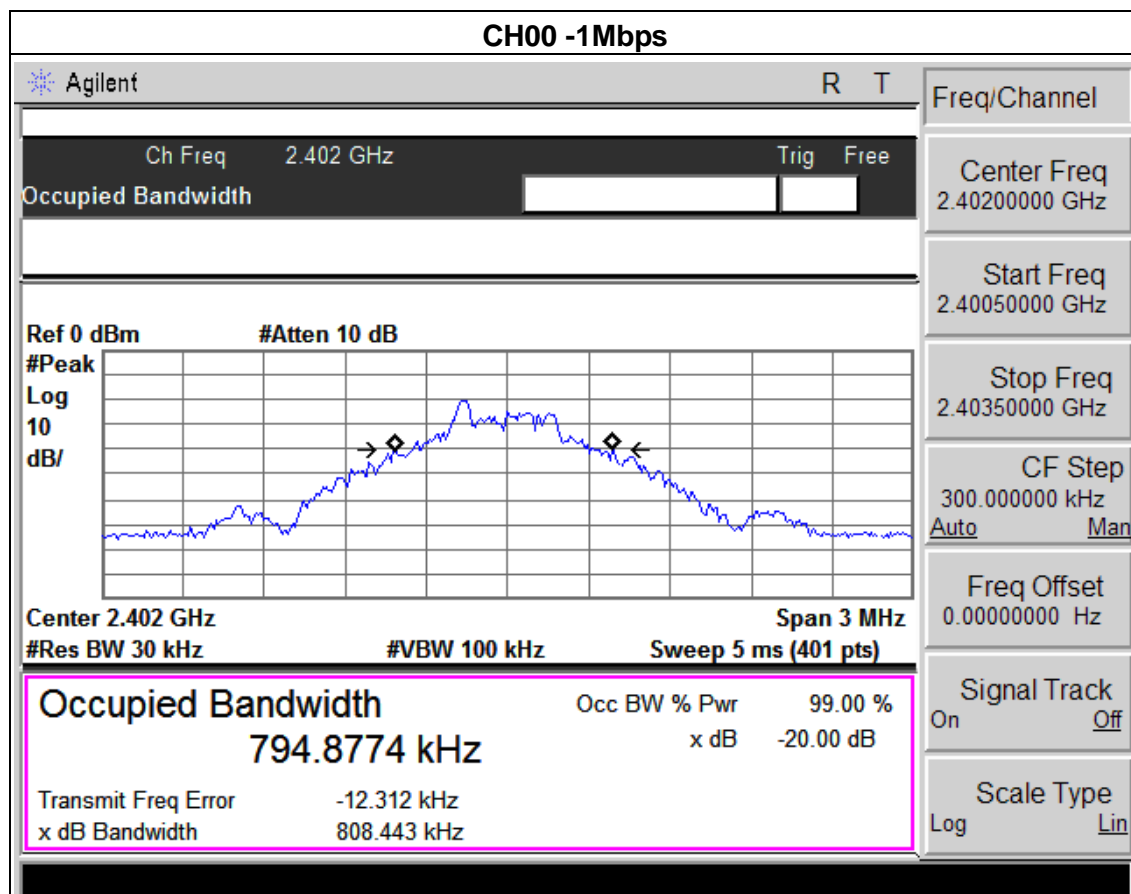 CH00 -1Mbps
Agilent R T
Ch Freq 2.402 GHz Trig Free
Occupied Bandwidth
Ref 0 dBm #Atten 10 dB
#Peak
Log
10
dB/
Center 2.402 GHz Span 3 MHz
#Res BW 30 kHz #VBW 100 kHz Sweep 5 ms (401 pts)
Occupied Bandwidth Occ BW % Pwr 99.00 %
794.8774 kHz x dB -20.00 dB
Transmit Freq Error -12.312 kHz
x dB Bandwidth 808.443 kHz
Freq/Channel
Center Freq
2.40200000 GHz
Start Freq
2.40050000 GHz
Stop Freq
2.40350000 GHz
CF Step
300.000000 kHz
Auto Man
Freq Offset
0.00000000 Hz
Signal Track
On Off
Scale Type
Log Lin